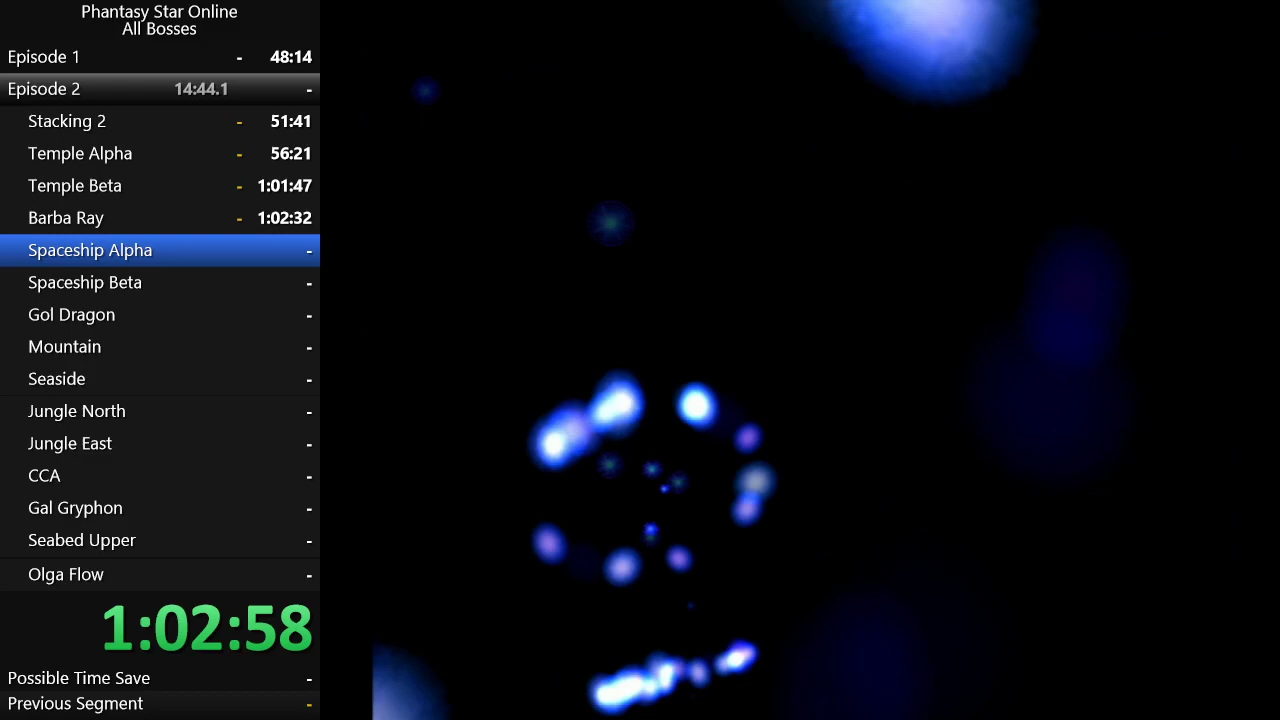 Phantasy Star Online
All Bosses
Episode 1 - 48:14
Episode 2 14:44.1 -
Stacking 2 - 51:41
Temple Alpha - 56:21
Temple Beta - 1:01:47
Barba Ray - 1:02:32
Spaceship Alpha -
Spaceship Beta -
Gol Dragon -
Mountain -
Seaside -
Jungle North -
Jungle East -
CCA -
Gal Gryphon -
Seabed Upper -
Olga Flow -
1:02:58
Possible Time Save -
Previous Segment -